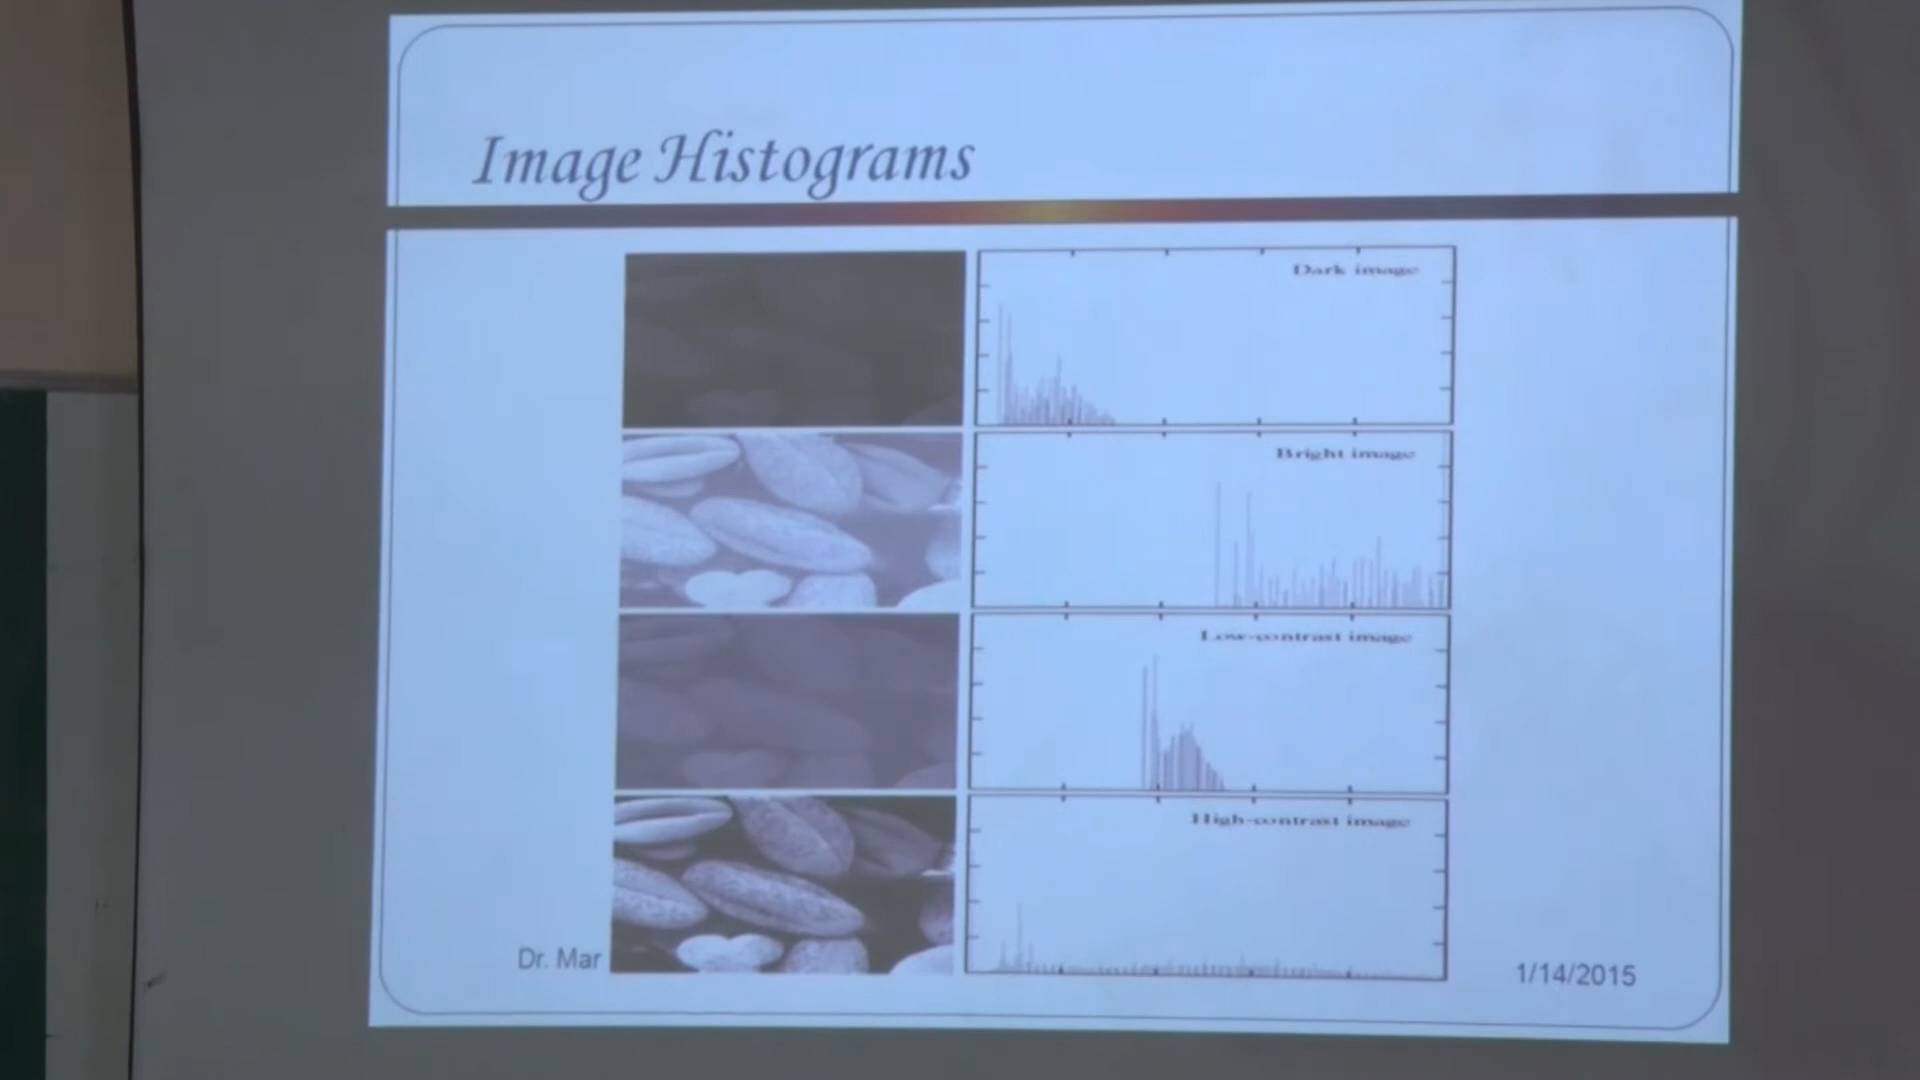 Image Histograms
Dark image
Bright image
Low-contrast image
High-contrast image
Dr. Mar
1/14/2015